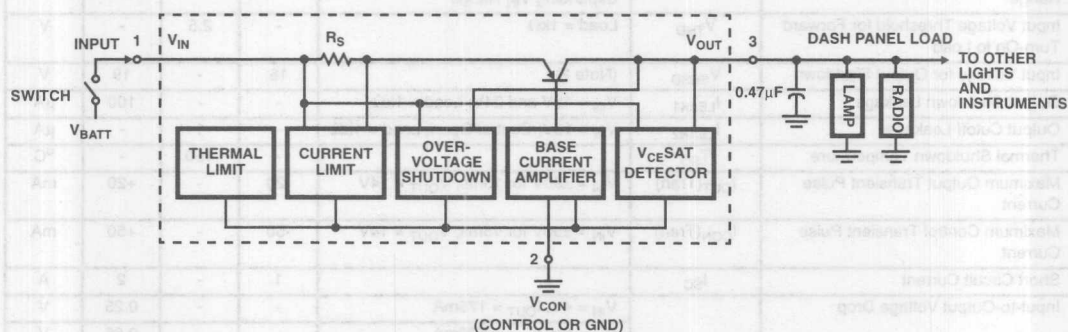 INPUT 1
SWITCH
V_BATT
V_IN
R_S
V_OUT
3
DASH PANEL LOAD
TO OTHER
LIGHTS
AND
INSTRUMENTS
0.47μF
LAMP
RADIO
THERMAL
LIMIT
CURRENT
LIMIT
OVER-
VOLTAGE
SHUTDOWN
BASE
CURRENT
AMPLIFIER
V_CESAT
DETECTOR
2
V_CON
(CONTROL OR GND)